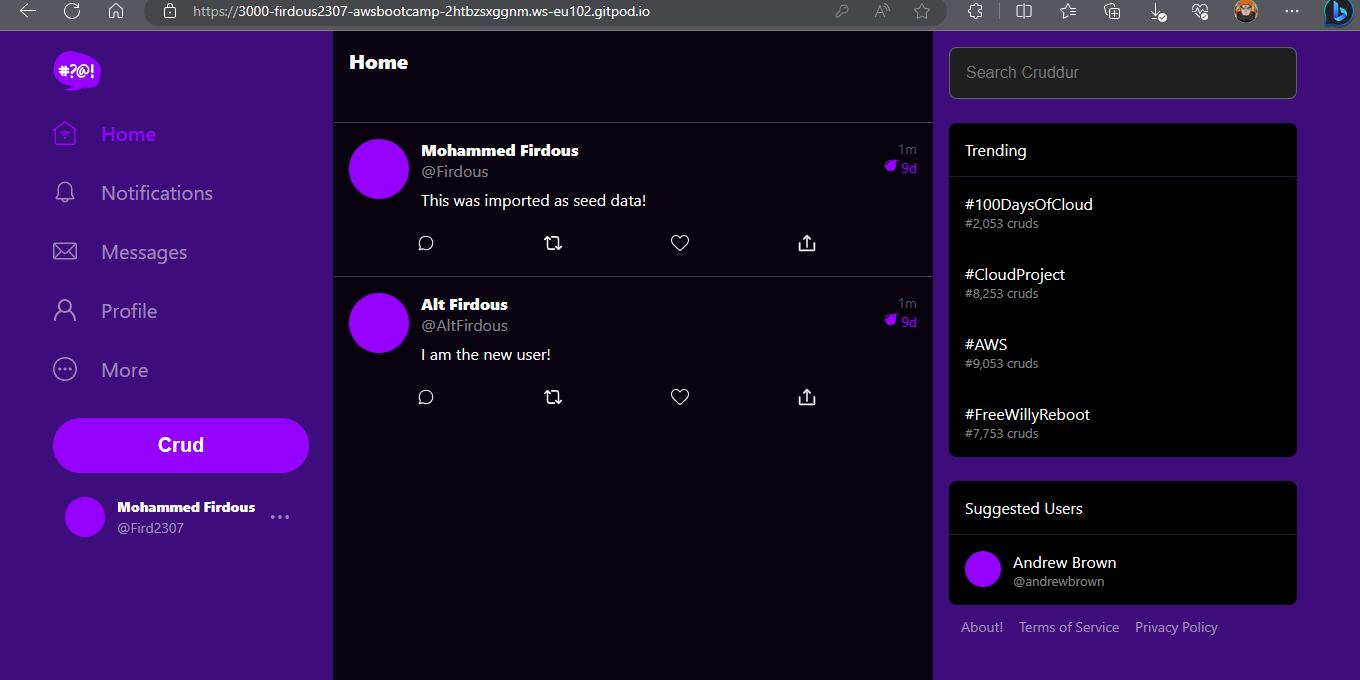 https://3000-firdous2307-awsbootcamp-2htbzsxggnm.ws-eu102.gitpod.io
#?@!
Home
Notifications
Messages
Profile
More
Crud
Mohammed Firdous
@Fird2307
Home
Mohammed Firdous
1m
@Firdous
9d
This was imported as seed data!
Alt Firdous
1m
@AltFirdous
9d
I am the new user!
Search Cruddur
Trending
#100DaysOfCloud
#2,053 cruds
#CloudProject
#8,253 cruds
#AWS
#9,053 cruds
#FreeWillyReboot
#7,753 cruds
Suggested Users
Andrew Brown
@andrewbrown
About! Terms of Service Privacy Policy